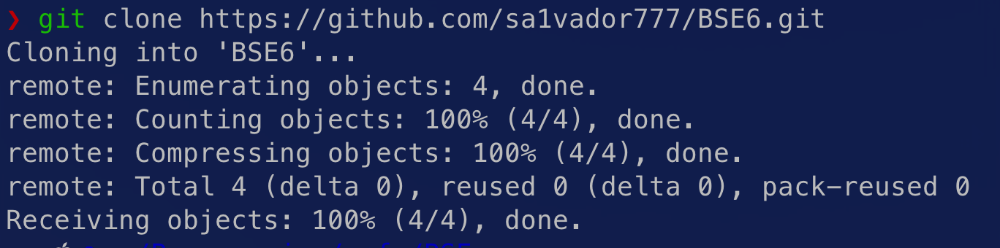 ❯ git clone https://github.com/sa1vador777/BSE6.git
Cloning into 'BSE6'...
remote: Enumerating objects: 4, done.
remote: Counting objects: 100% (4/4), done.
remote: Compressing objects: 100% (4/4), done.
remote: Total 4 (delta 0), reused 0 (delta 0), pack-reused 0
Receiving objects: 100% (4/4), done.